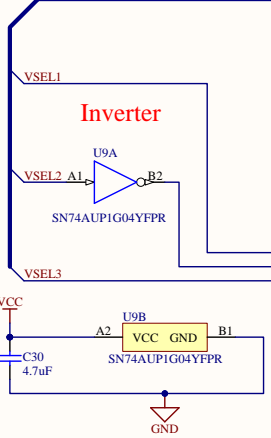 VSEL1
Inverter
U9A
VSEL2 A1 B2
SN74AUP1G04YFPR
VSEL3
VCC
U9B
A2 VCC GND B1
C30
SN74AUP1G04YFPR
4.7uF
GND